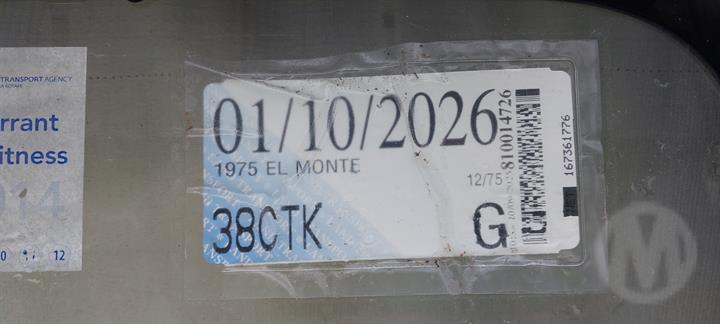 TRANSPORT AGENCY
rrant
itness
12
01/10/2026
1975 EL MONTE
12/75
38CTK
G
810014726
167361776
M